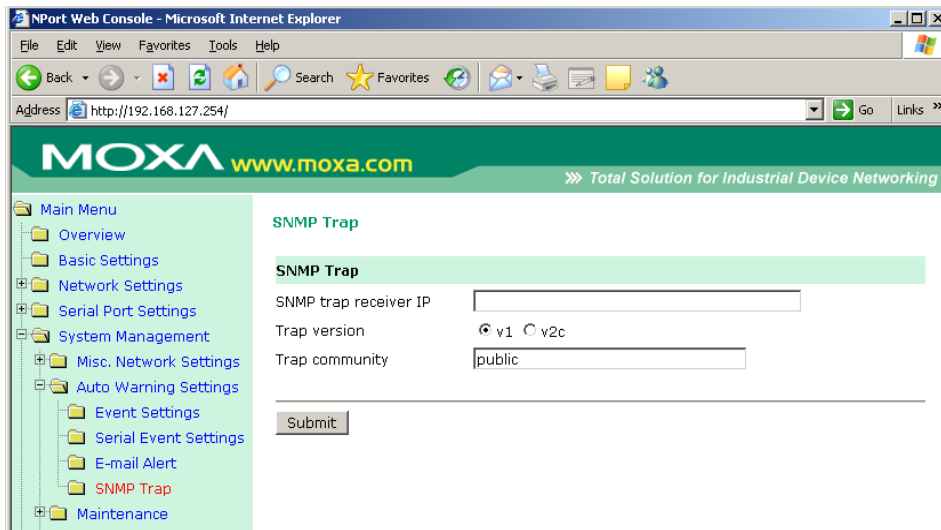 NPort Web Console - Microsoft Internet Explorer
File Edit View Favorites Tools Help
Back Search Favorites
Address http://192.168.127.254/ Go Links »
MOXA www.moxa.com
Total Solution for Industrial Device Networking
Main Menu
Overview
Basic Settings
Network Settings
Serial Port Settings
System Management
Misc. Network Settings
Auto Warning Settings
Event Settings
Serial Event Settings
E-mail Alert
SNMP Trap
Maintenance
SNMP Trap
SNMP Trap
SNMP trap receiver IP
Trap version v1 v2c
Trap community public
Submit